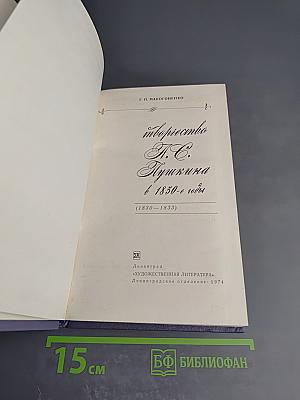 Г. П. МАКОГОНЕНКО
творчество
А. С.
Пушкина
в 1830-е годы
(1830—1833)
Ленинград
«ХУДОЖЕСТВЕННАЯ ЛИТЕРАТУРА»
Ленинградское отделение · 1974
15 см
БФ БИБЛИОФАН